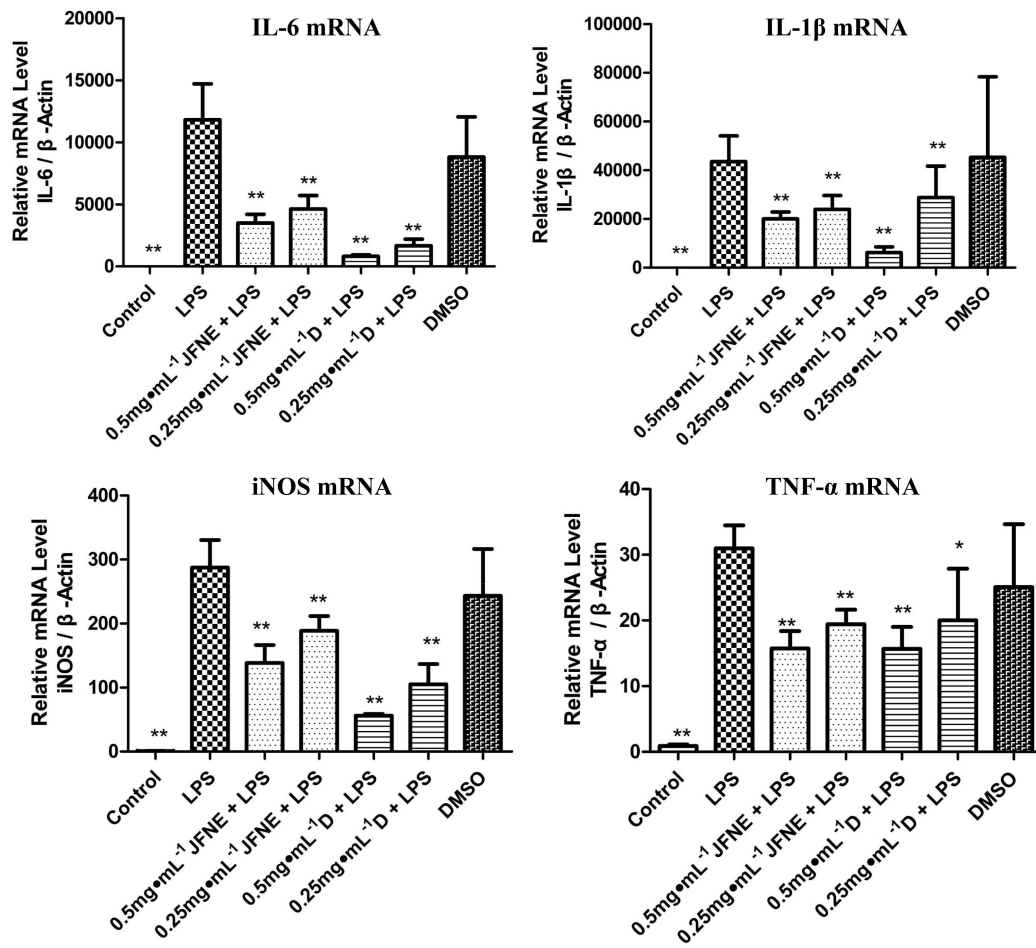 IL-6 mRNA
Relative mRNA Level
IL-6 / β -Actin
20000
15000
10000
5000
0
**
**
**
**
**
Control
LPS
0.5mg•mL⁻¹ JFNE + LPS
0.25mg•mL⁻¹ JFNE + LPS
0.5mg•mL⁻¹D + LPS
0.25mg•mL⁻¹D + LPS
DMSO
IL-1β mRNA
Relative mRNA Level
IL-1β / β -Actin
100000
80000
60000
40000
20000
0
**
**
**
**
**
Control
LPS
0.5mg•mL⁻¹ JFNE + LPS
0.25mg•mL⁻¹ JFNE + LPS
0.5mg•mL⁻¹D + LPS
0.25mg•mL⁻¹D + LPS
DMSO
iNOS mRNA
Relative mRNA Level
iNOS / β -Actin
400
300
200
100
0
**
**
**
**
**
Control
LPS
0.5mg•mL⁻¹ JFNE + LPS
0.25mg•mL⁻¹ JFNE + LPS
0.5mg•mL⁻¹D + LPS
0.25mg•mL⁻¹D + LPS
DMSO
TNF-α mRNA
Relative mRNA Level
TNF-α / β -Actin
40
30
20
10
0
**
**
**
**
*
Control
LPS
0.5mg•mL⁻¹ JFNE + LPS
0.25mg•mL⁻¹ JFNE + LPS
0.5mg•mL⁻¹D + LPS
0.25mg•mL⁻¹D + LPS
DMSO